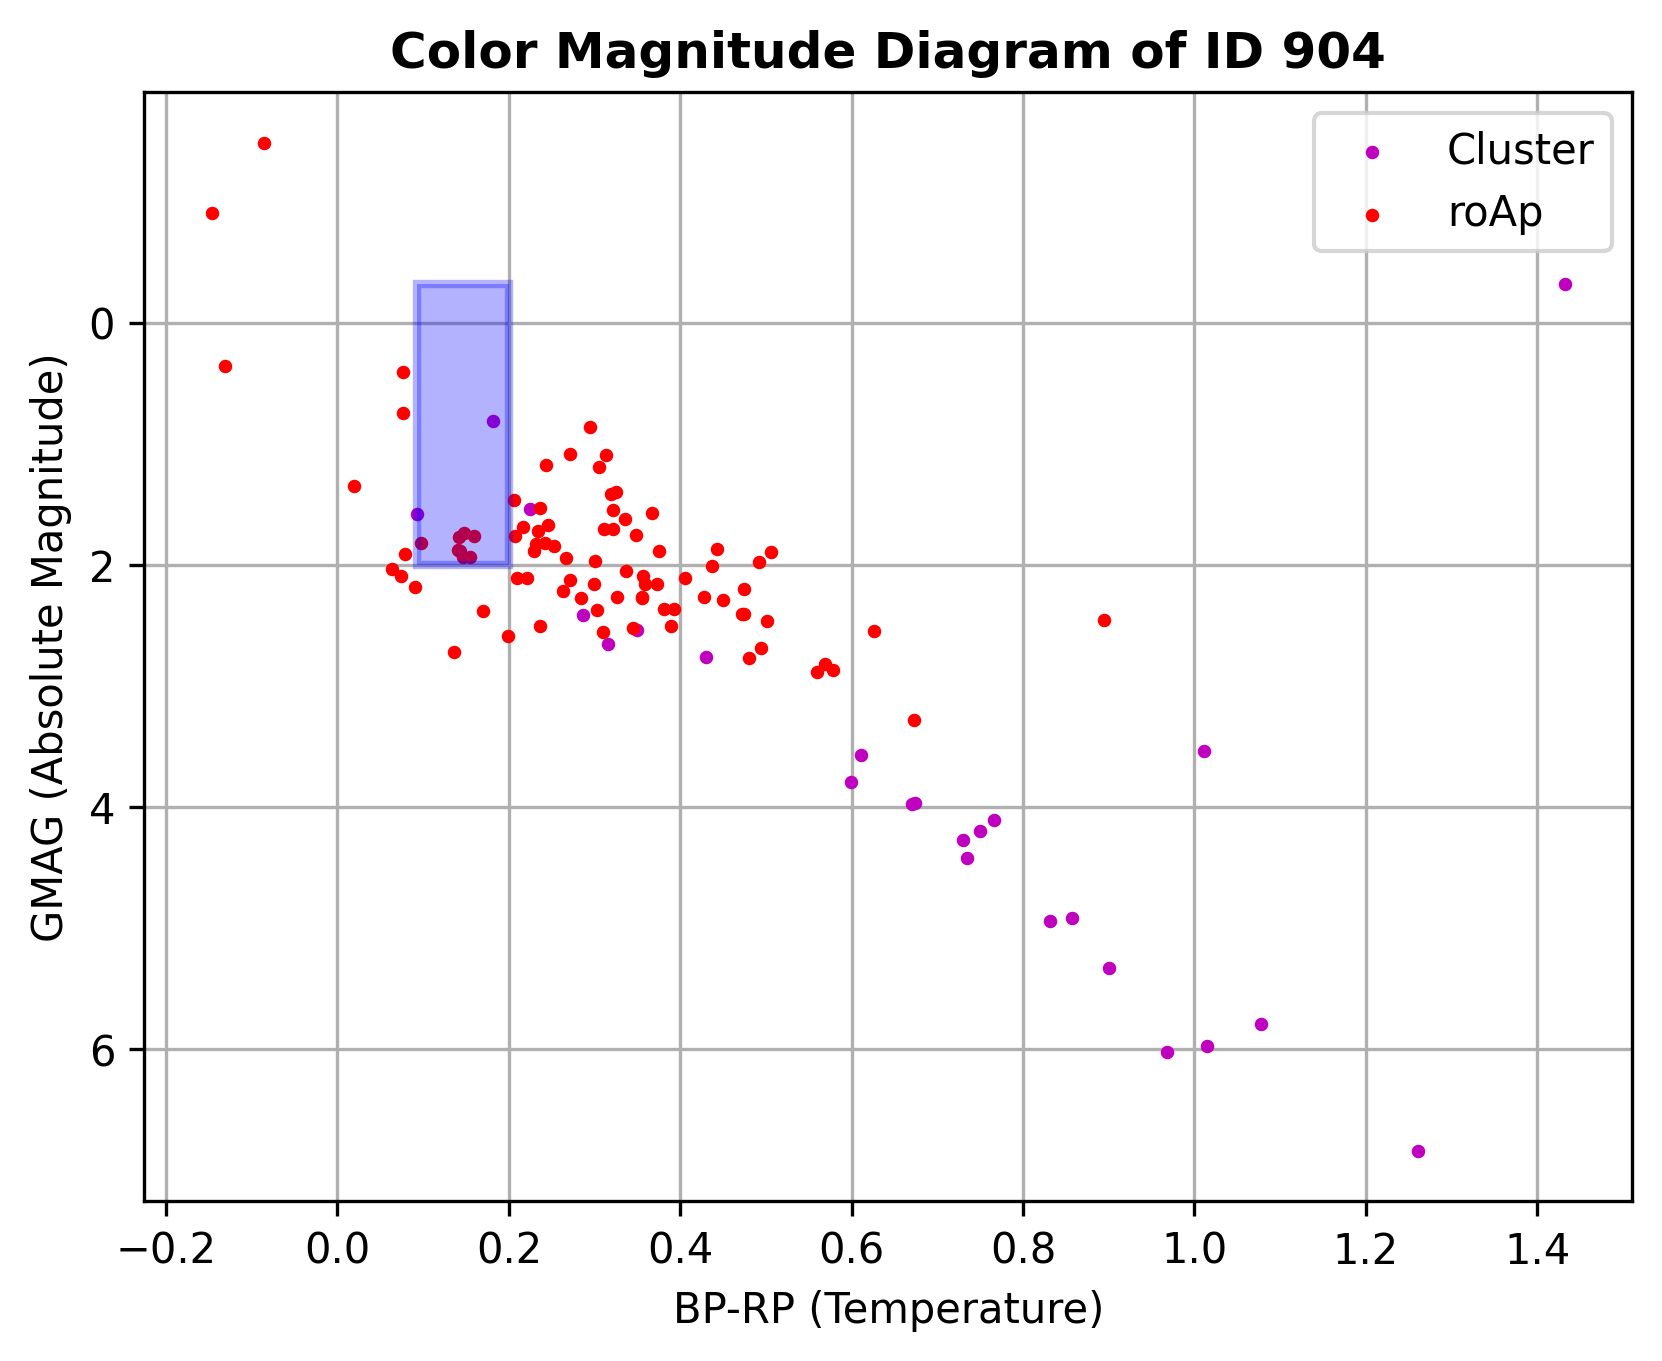 Color Magnitude Diagram of ID 904
Cluster
roAp
GMAG (Absolute Magnitude)
0
2
4
6
−0.2 0.0 0.2 0.4 0.6 0.8 1.0 1.2 1.4
BP-RP (Temperature)